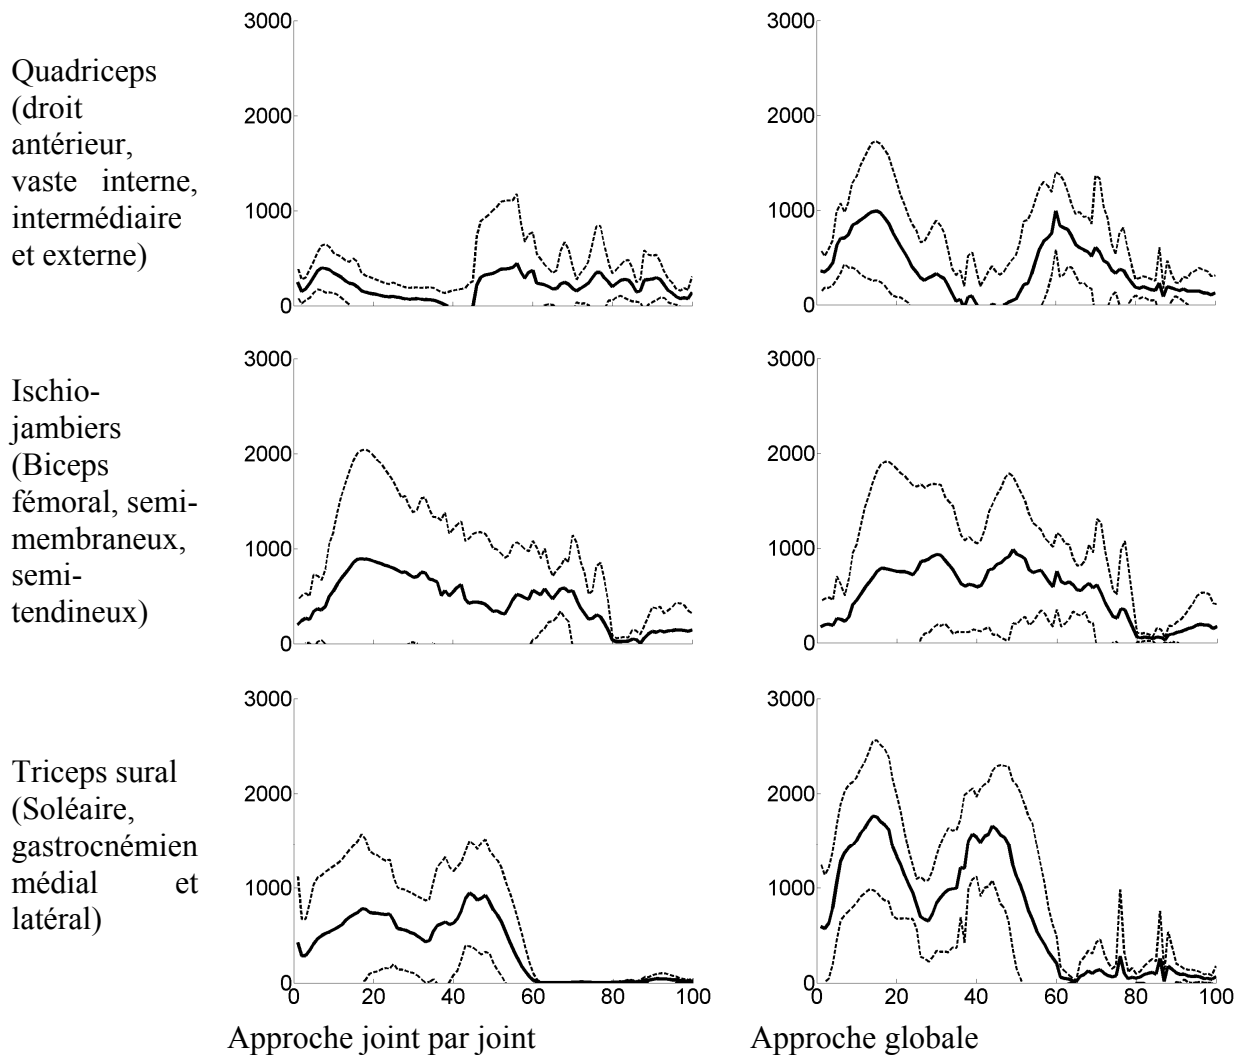 Quadriceps
(droit
antérieur,
vaste interne,
intermédiaire
et externe)
3000
2000
1000
0
3000
2000
1000
0
Ischio-
jambiers
(Biceps
fémoral, semi-
membraneux,
semi-
tendineux)
3000
2000
1000
0
3000
2000
1000
0
Triceps sural
(Soléaire,
gastrocnémien
médial et
latéral)
3000
2000
1000
0
0 20 40 60 80 100
3000
2000
1000
0
0 20 40 60 80 100
Approche joint par joint
Approche globale